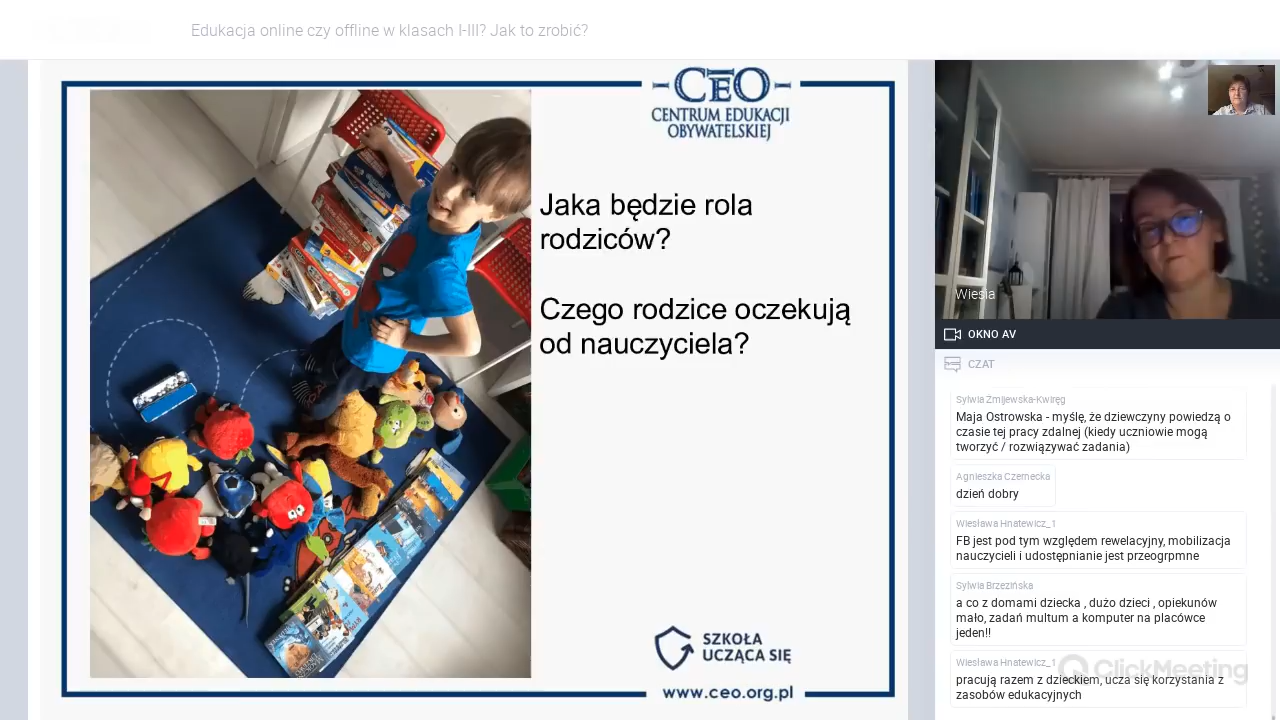 Edukacja online czy offline w klasach I-III? Jak to zrobić?
CEO
CENTRUM EDUKACJI
OBYWATELSKIEJ
Jaka będzie rola
rodziców?
Czego rodzice oczekują
od nauczyciela?
SZKOŁA
UCZĄCA SIĘ
www.ceo.org.pl
Wiesia
OKNO AV
CZAT
Sylwia Żmijewska-Kwiręg
Maja Ostrowska - myślę, że dziewczyny powiedzą o
czasie tej pracy zdalnej (kiedy uczniowie mogą
tworzyć / rozwiązywać zadania)
Agnieszka Czernecka
dzień dobry
Wiesława Hnatewicz_1
FB jest pod tym względem rewelacyjny, mobilizacja
nauczycieli i udostępnianie jest przeogrpmne
Sylwia Brzezińska
a co z domami dziecka , dużo dzieci , opiekunów
mało, zadań multum a komputer na placówce
jeden!!
Wiesława Hnatewicz_1
pracują razem z dzieckiem, ucza się korzystania z
zasobów edukacyjnych
ClickMeeting